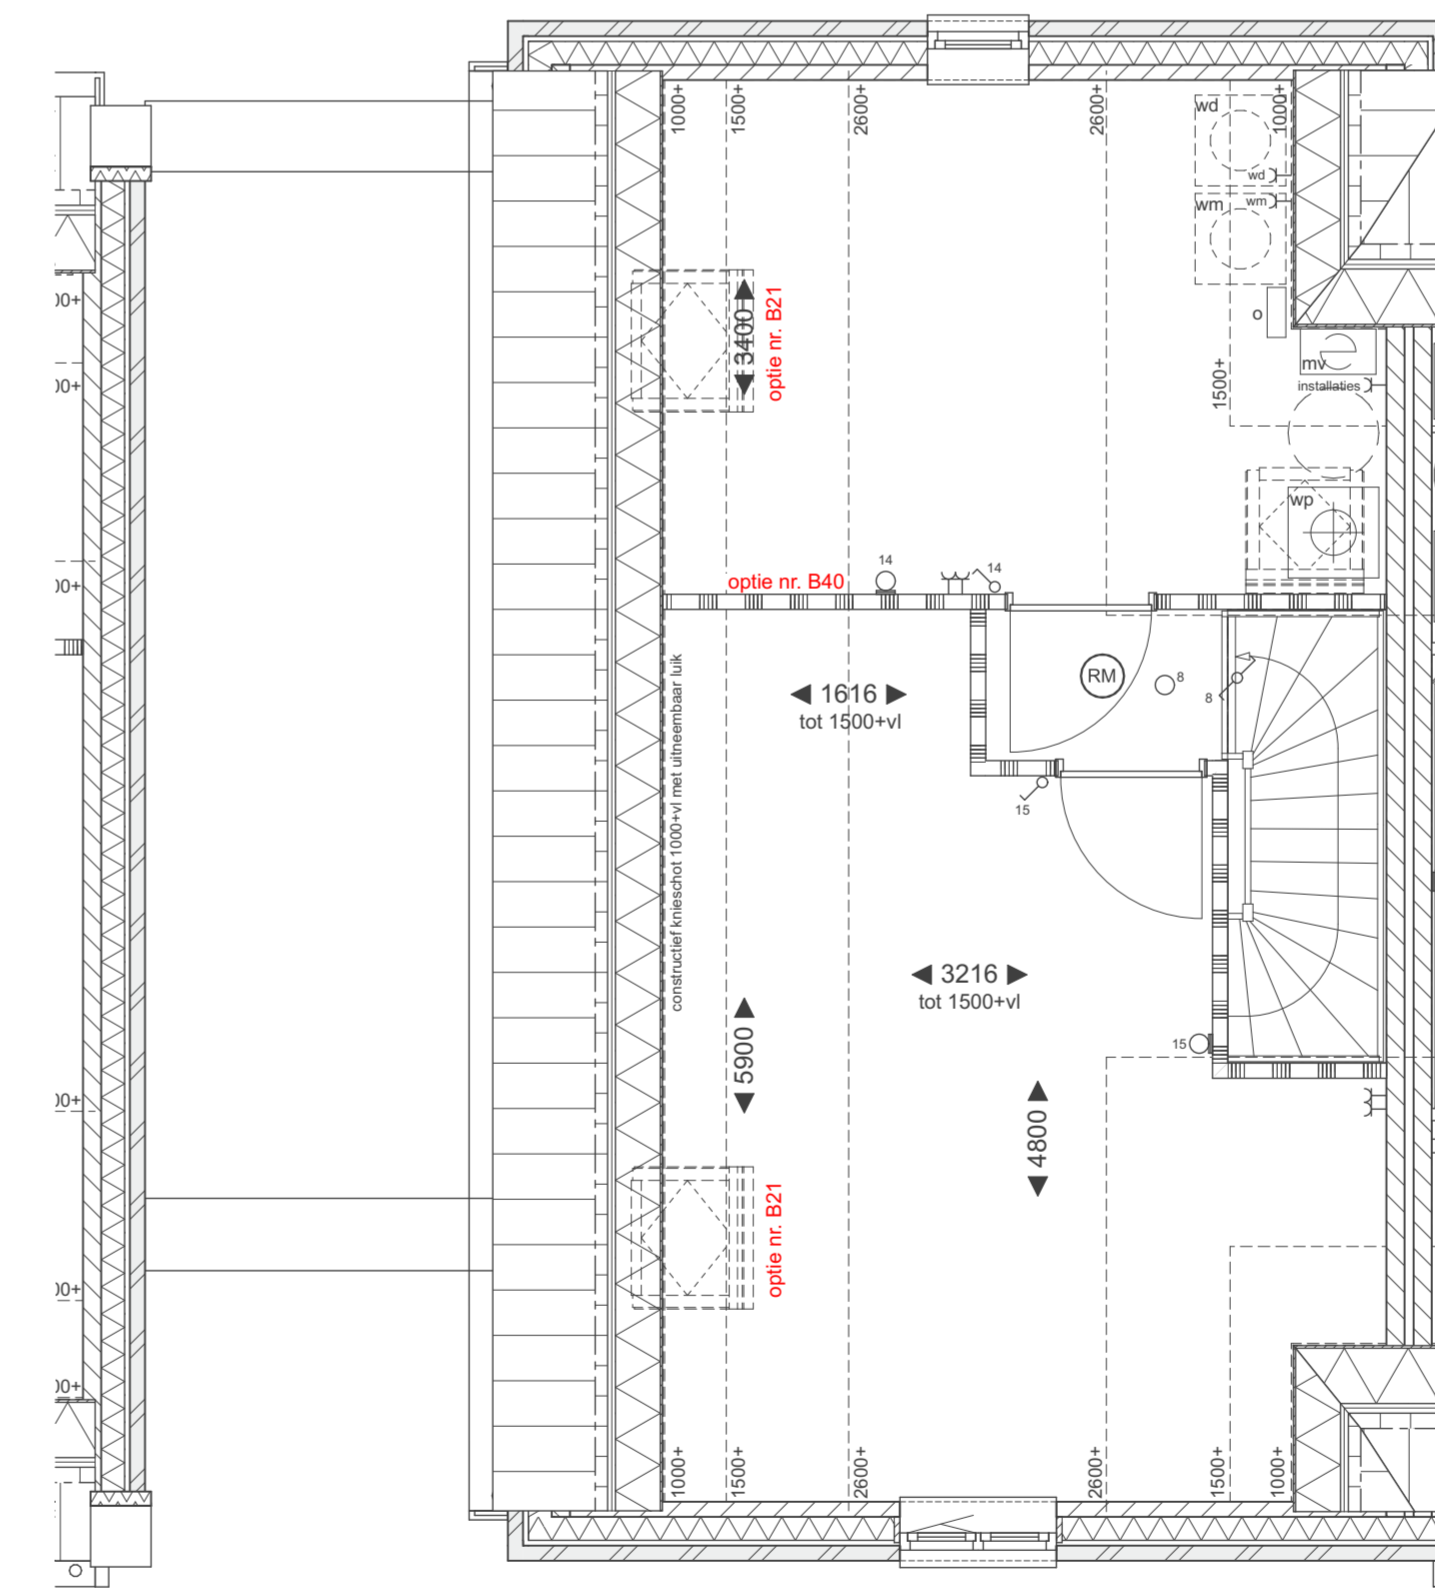 1000+
1500+
2600+
2600+
wd
1000+
wd
wm
wm
3400
optie nr. B21
o
mv
installaties
1500+
wp
14
14
optie nr. B40
RM
8
8
1616
tot 1500+vl
15
constructief knieschot 1000+vl met uitneembaar luik
3216
tot 1500+vl
5900
15
4800
optie nr. B21
1000+
1500+
2600+
2600+
1500+
1000+